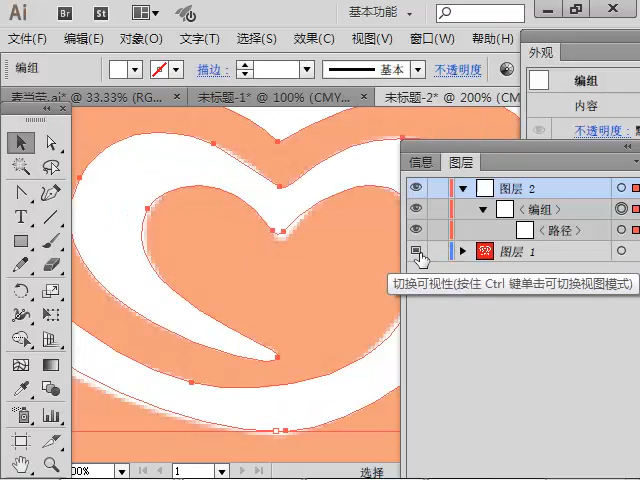 Ai Br St 基本功能
文件(F) 编辑(E) 对象(O) 文字(T) 选择(S) 效果(C) 视图(V) 窗口(W) 帮助(H)
编组 描边: 基本 不透明度
外观
编组
内容
不透明度:
麦当劳.ai* @ 33.33% (RG... × 未标题-1* @ 100% (CMY... × 未标题-2* @ 200% (CMY
信息 图层
图层 2
<编组>
<路径>
图层 1
切换可视性(按住 Ctrl 键单击可切换视图模式)
00% 1 选择